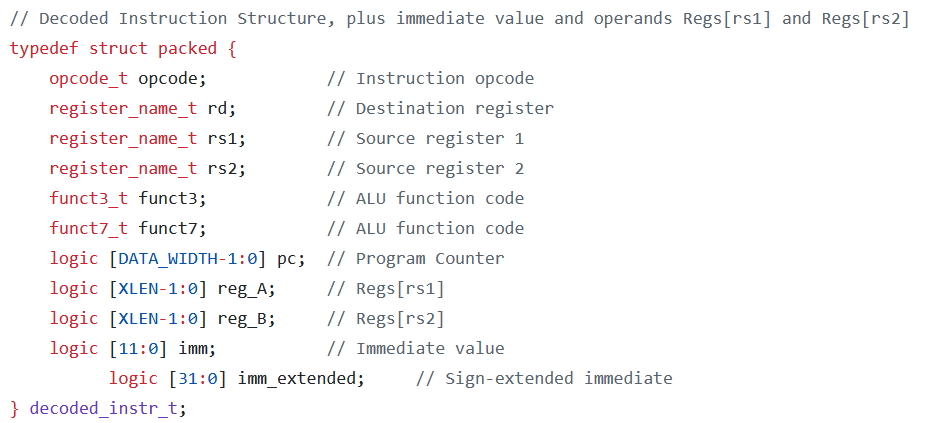 // Decoded Instruction Structure, plus immediate value and operands Regs[rs1] and Regs[rs2]
typedef struct packed {
    opcode_t opcode;            // Instruction opcode
    register_name_t rd;         // Destination register
    register_name_t rs1;        // Source register 1
    register_name_t rs2;        // Source register 2
    funct3_t funct3;            // ALU function code
    funct7_t funct7;            // ALU function code
    logic [DATA_WIDTH-1:0] pc;  // Program Counter
    logic [XLEN-1:0] reg_A;     // Regs[rs1]
    logic [XLEN-1:0] reg_B;     // Regs[rs2]
    logic [11:0] imm;           // Immediate value
          logic [31:0] imm_extended;     // Sign-extended immediate
} decoded_instr_t;